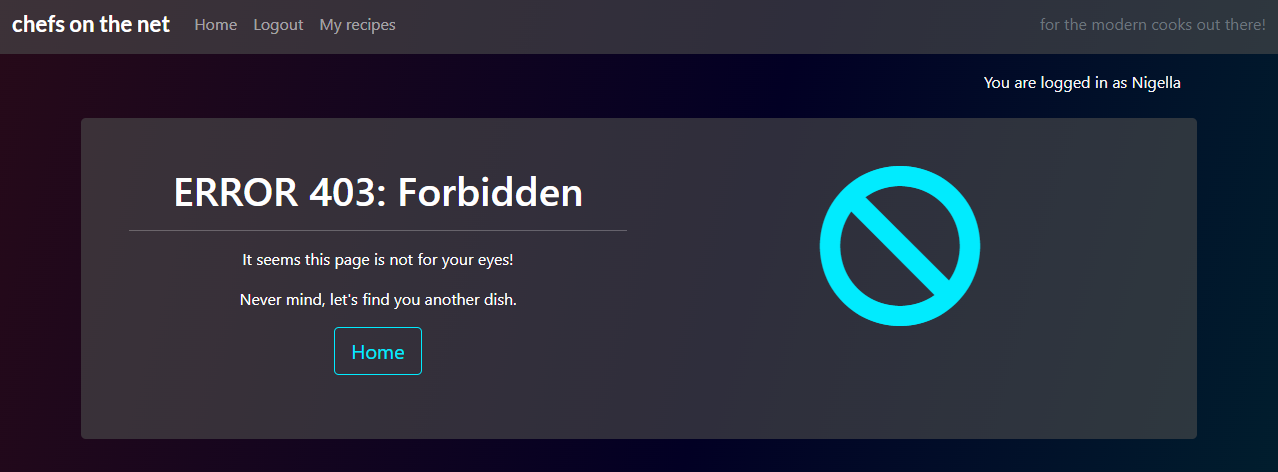 chefs on the net Home Logout My recipes for the modern cooks out there!
You are logged in as Nigella
ERROR 403: Forbidden
It seems this page is not for your eyes!
Never mind, let's find you another dish.
Home